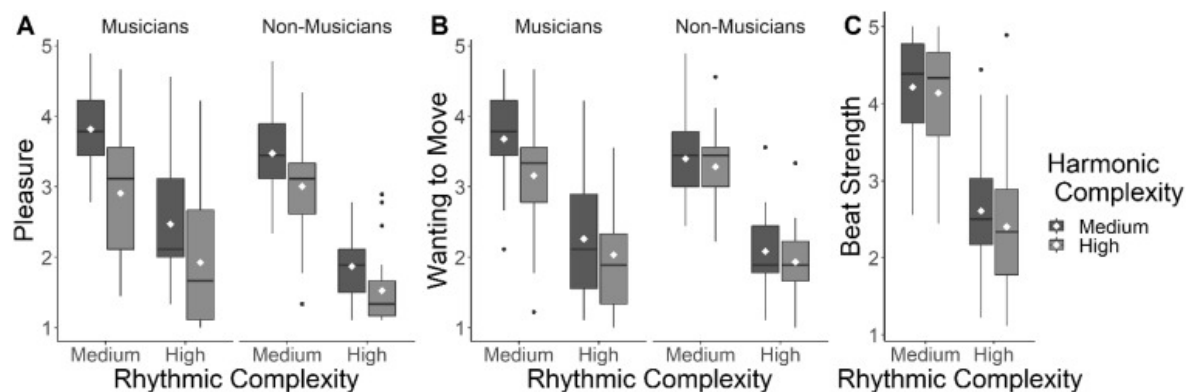 A
Musicians
Non-Musicians
Pleasure
5
4
3
2
1
Medium
High
Medium
High
Rhythmic Complexity
B
Musicians
Non-Musicians
Wanting to Move
5
4
3
2
1
Medium
High
Medium
High
Rhythmic Complexity
C
Beat Strength
5
4
3
2
1
Medium
High
Rhythmic Complexity
Harmonic
Complexity
Medium
High